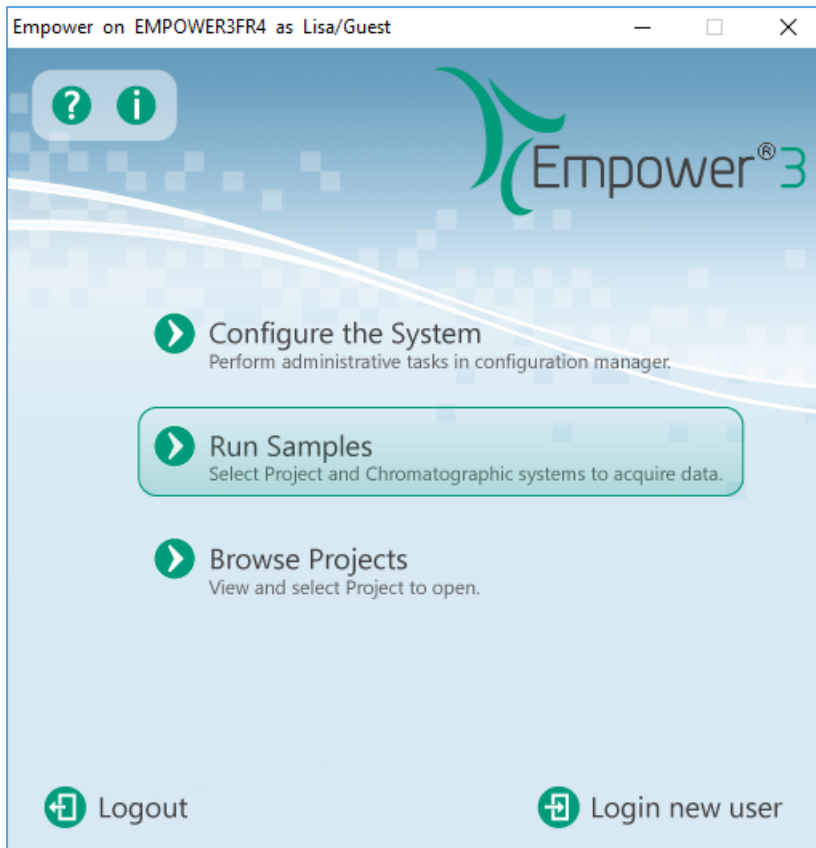 Empower on EMPOWER3FR4 as Lisa/Guest
? i
Empower®3
Configure the System
Perform administrative tasks in configuration manager.
Run Samples
Select Project and Chromatographic systems to acquire data.
Browse Projects
View and select Project to open.
Logout
Login new user